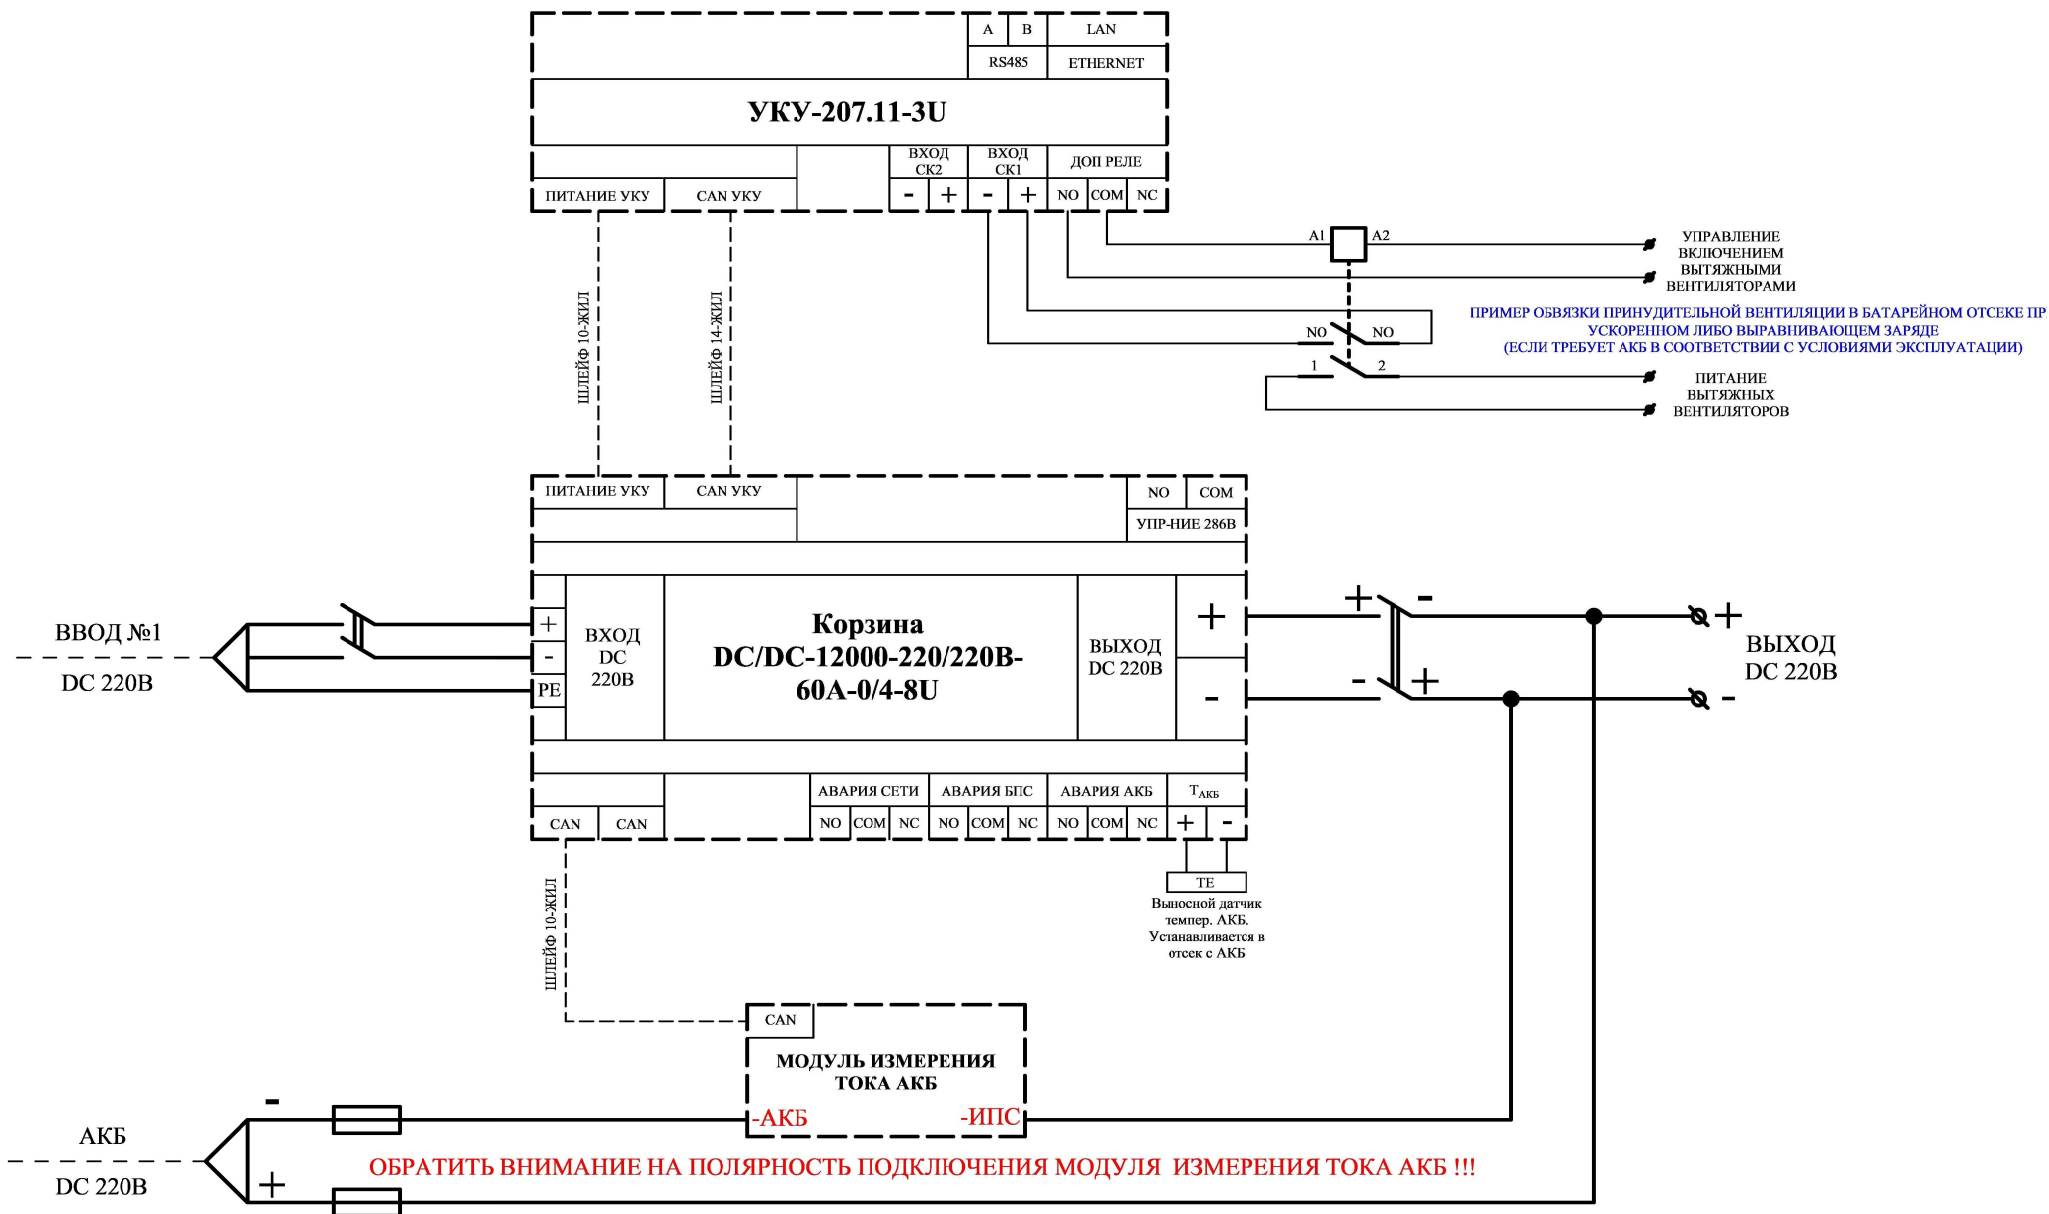 A B LAN
RS485 ETHERNET
УКУ-207.11-3U
ВХОД СК2
ВХОД СК1
ДОП РЕЛЕ
ПИТАНИЕ УКУ CAN УКУ - + - + NO COM NC
A1 A2
УПРАВЛЕНИЕ
ВКЛЮЧЕНИЕМ
ВЫТЯЖНЫМИ
ВЕНТИЛЯТОРАМИ
ШЛЕЙФ 10-ЖИЛ
ШЛЕЙФ 14-ЖИЛ
ПРИМЕР ОБВЯЗКИ ПРИНУДИТЕЛЬНОЙ ВЕНТИЛЯЦИИ В БАТАРЕЙНОМ ОТСЕКЕ ПР
УСКОРЕННОМ ЛИБО ВЫРАВНИВАЮЩЕМ ЗАРЯДЕ
(ЕСЛИ ТРЕБУЕТ АКБ В СООТВЕТСТВИИ С УСЛОВИЯМИ ЭКСПЛУАТАЦИИ)
NO NO
1 2
ПИТАНИЕ
ВЫТЯЖНЫХ
ВЕНТИЛЯТОРОВ
ПИТАНИЕ УКУ CAN УКУ NO COM
УПР-НИЕ 286В
ВВОД №1
DC 220В
+
-
PE
ВХОД
DC
220В
Корзина
DC/DC-12000-220/220В-
60А-0/4-8U
ВЫХОД
DC 220В
+
-
+ -
- +
+
-
ВЫХОД
DC 220В
АВАРИЯ СЕТИ АВАРИЯ БПС АВАРИЯ АКБ ТАКБ
CAN CAN NO COM NC NO COM NC NO COM NC + -
TE
Выносной датчик
темпер. АКБ.
Устанавливается в
отсек с АКБ
ШЛЕЙФ 10-ЖИЛ
CAN
МОДУЛЬ ИЗМЕРЕНИЯ
ТОКА АКБ
-АКБ -ИПС
-
АКБ
DC 220В
+
ОБРАТИТЬ ВНИМАНИЕ НА ПОЛЯРНОСТЬ ПОДКЛЮЧЕНИЯ МОДУЛЯ ИЗМЕРЕНИЯ ТОКА АКБ !!!